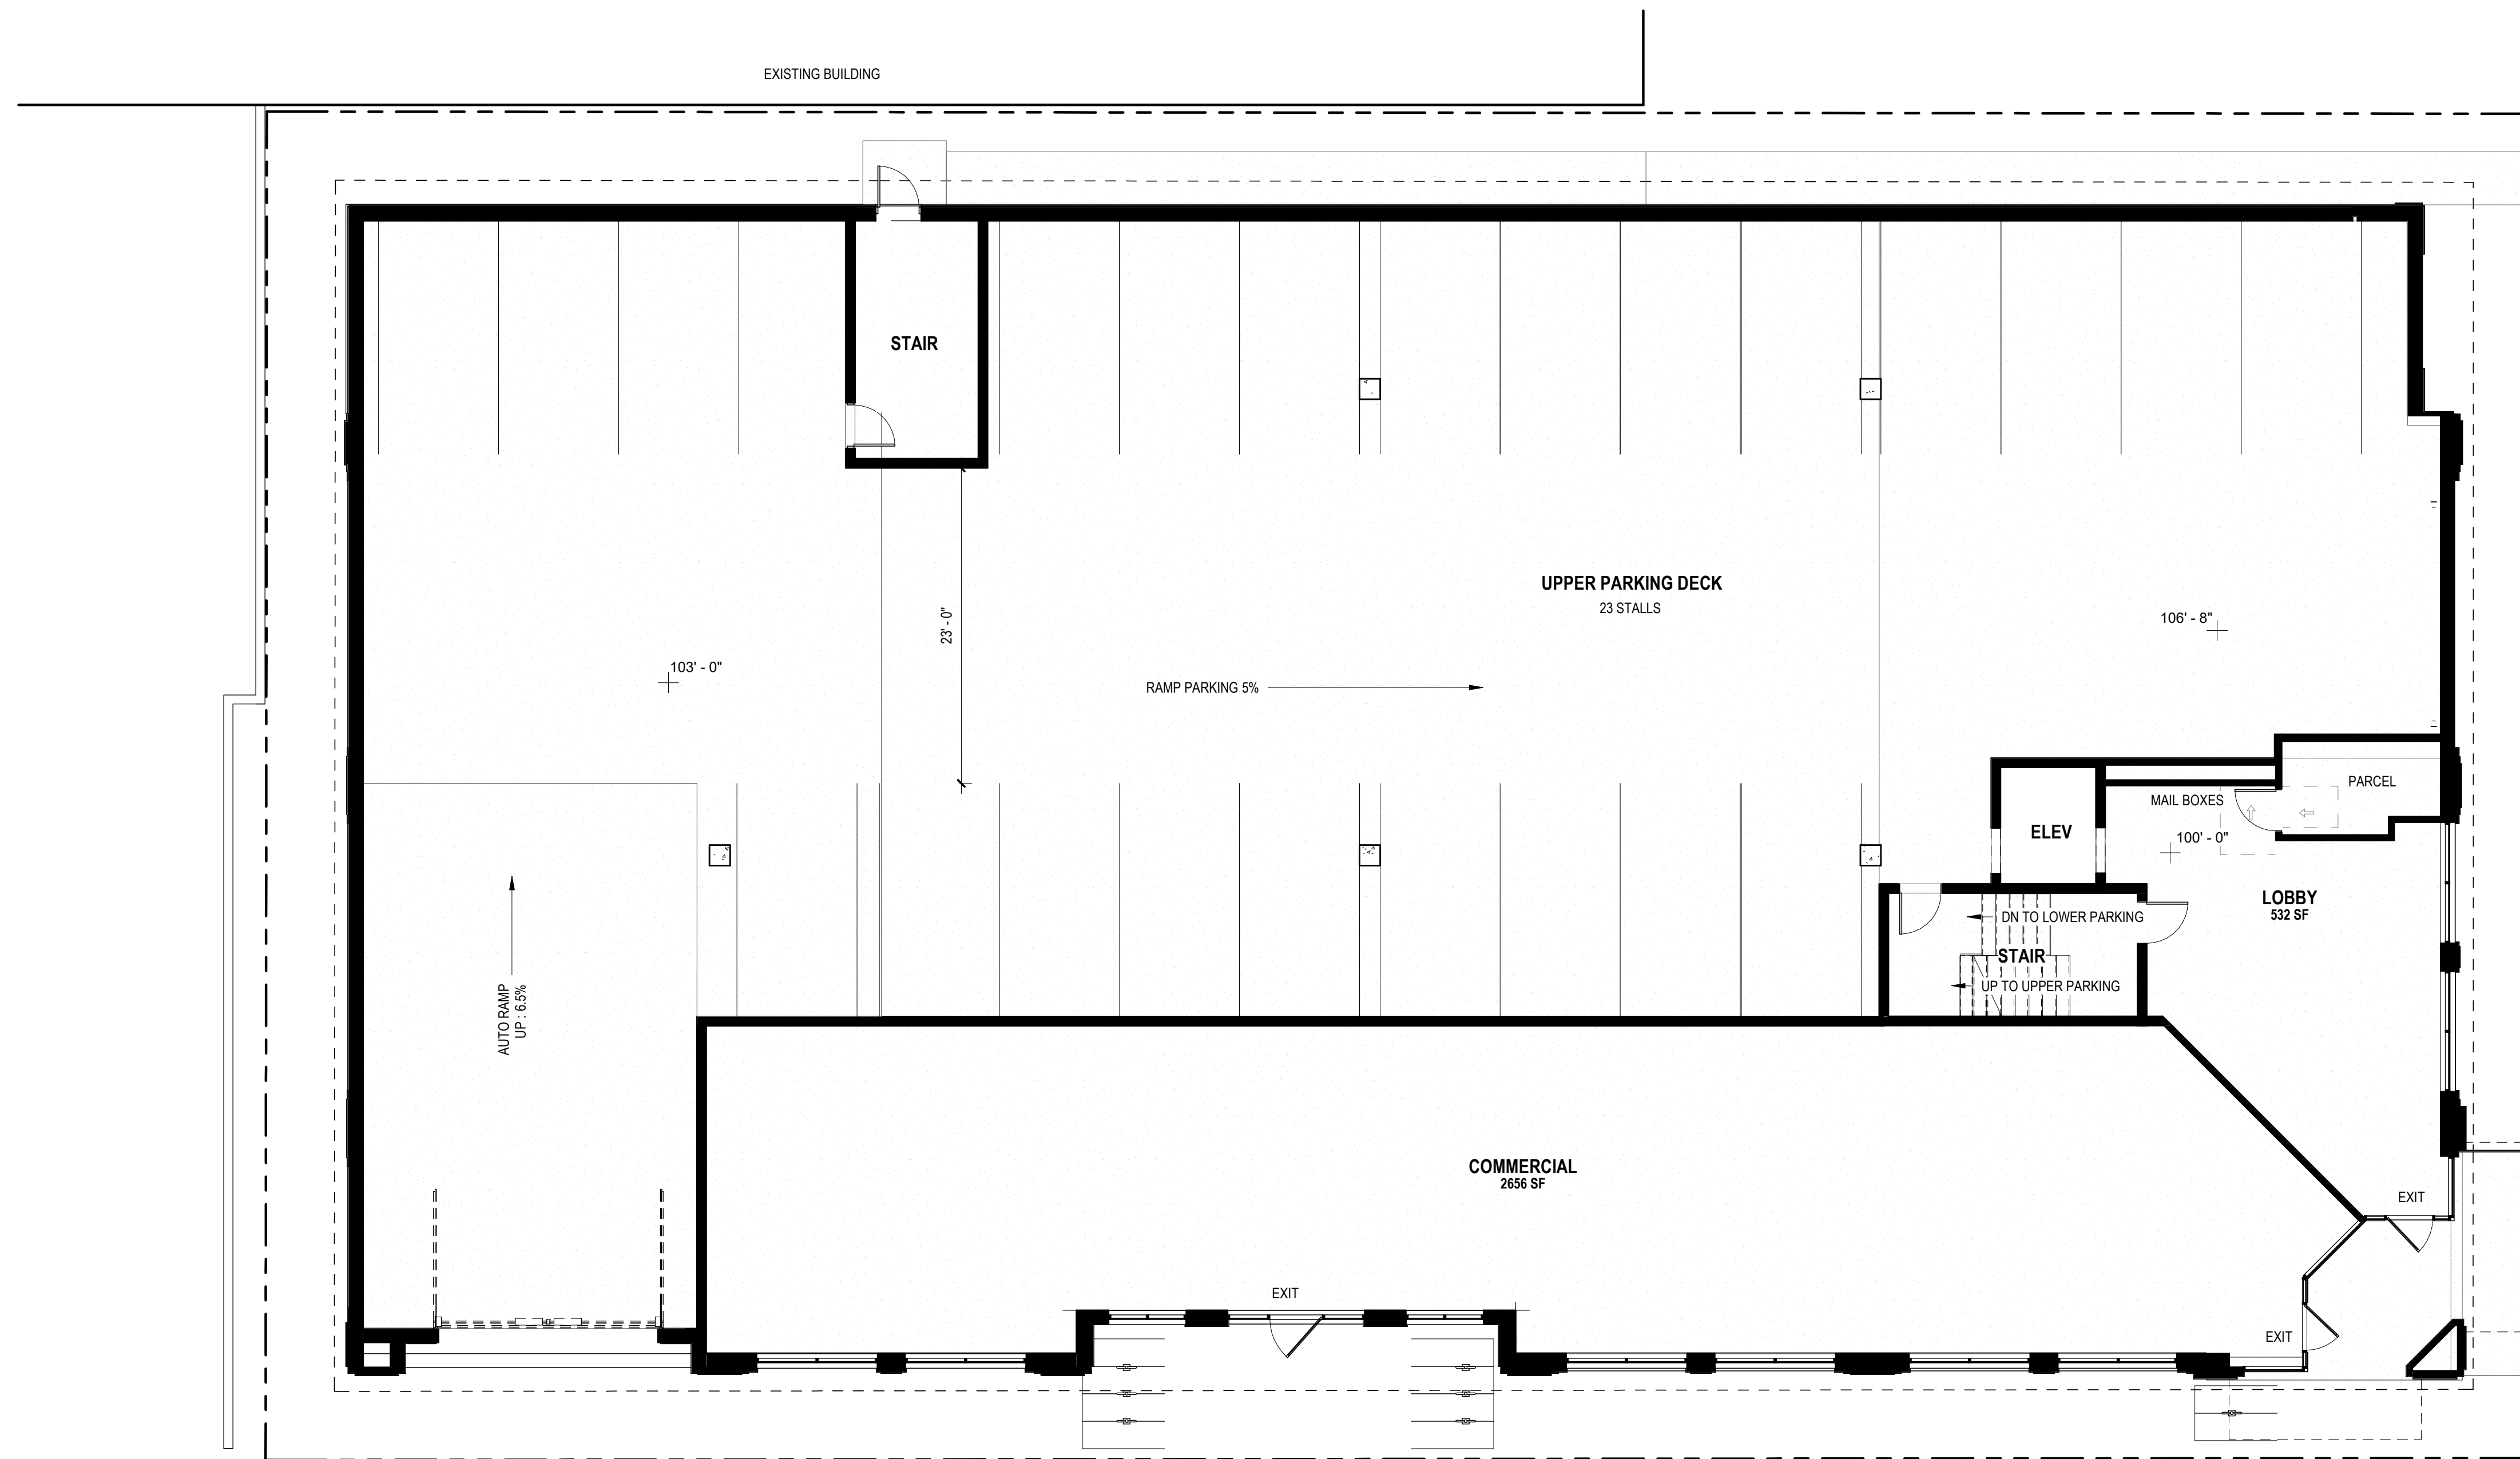 EXISTING BUILDING
STAIR
UPPER PARKING DECK
23 STALLS
106' - 8"
23' - 0"
103' - 0"
RAMP PARKING 5%
PARCEL
MAIL BOXES
ELEV
100' - 0"
LOBBY
532 SF
DN TO LOWER PARKING
STAIR
UP TO UPPER PARKING
AUTO RAMP
UP : 6.5%
COMMERCIAL
2656 SF
EXIT
EXIT
EXIT